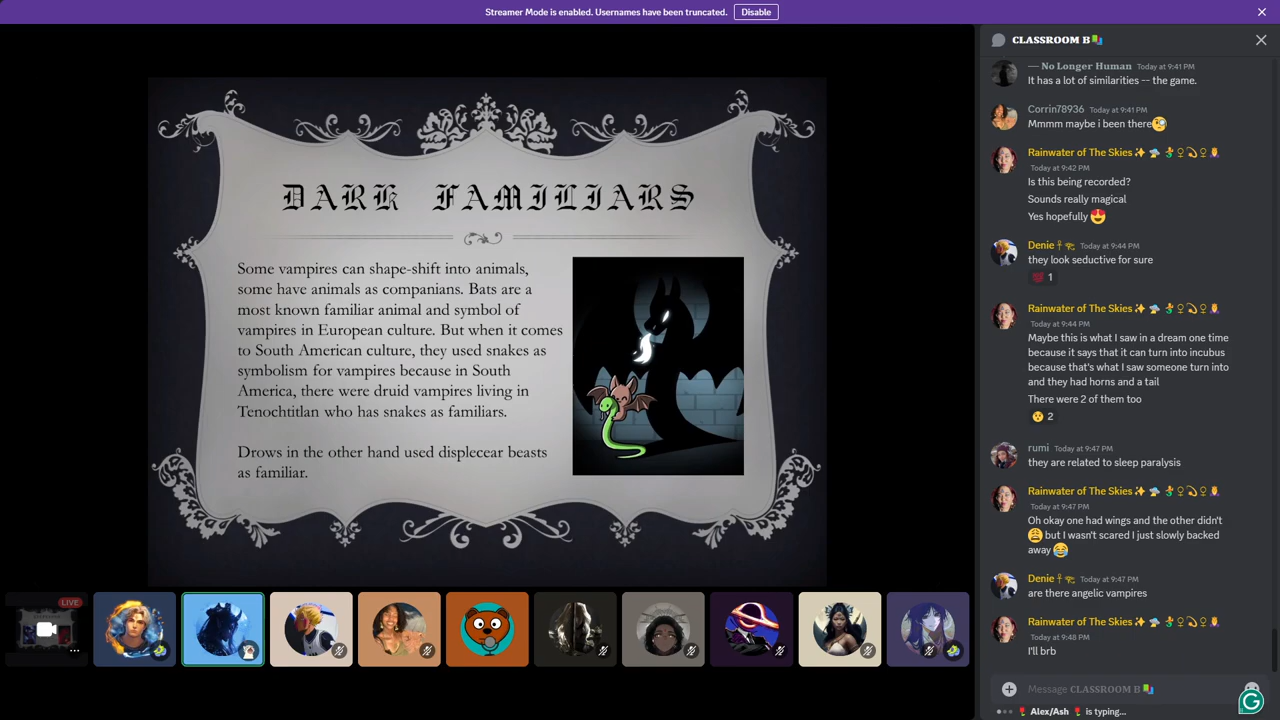 Streamer Mode is enabled. Usernames have been truncated.
Disable
DARK FAMILIARS
Some vampires can shape-shift into animals,
some have animals as companians. Bats are a
most known familiar animal and symbol of
vampires in European culture. But when it comes
to South American culture, they used snakes as
symbolism for vampires because in South
America, there were druid vampires living in
Tenochtitlan who has snakes as familiars.
Drows in the other hand used displecear beasts
as familiar.
LIVE
CLASSROOM B
— No Longer Human Today at 9:41 PM
It has a lot of similarities -- the game.
Corrin78936 Today at 9:41 PM
Mmmm maybe i been there🧐
Rainwater of The Skies✨
Today at 9:42 PM
Is this being recorded?
Sounds really magical
Yes hopefully 😍
Denie Today at 9:44 PM
they look seductive for sure
💯 1
Rainwater of The Skies✨
Today at 9:44 PM
Maybe this is what I saw in a dream one time
because it says that it can turn into incubus
because that's what I saw someone turn into
and they had horns and a tail
There were 2 of them too
😯 2
rumi Today at 9:47 PM
they are related to sleep paralysis
Rainwater of The Skies✨
Today at 9:47 PM
Oh okay one had wings and the other didn't
😩 but I wasn't scared I just slowly backed
away 😂
Denie Today at 9:47 PM
are there angelic vampires
Rainwater of The Skies✨
Today at 9:48 PM
I'll brb
Message CLASSROOM B
🌹 Alex/Ash 🌹 is typing...